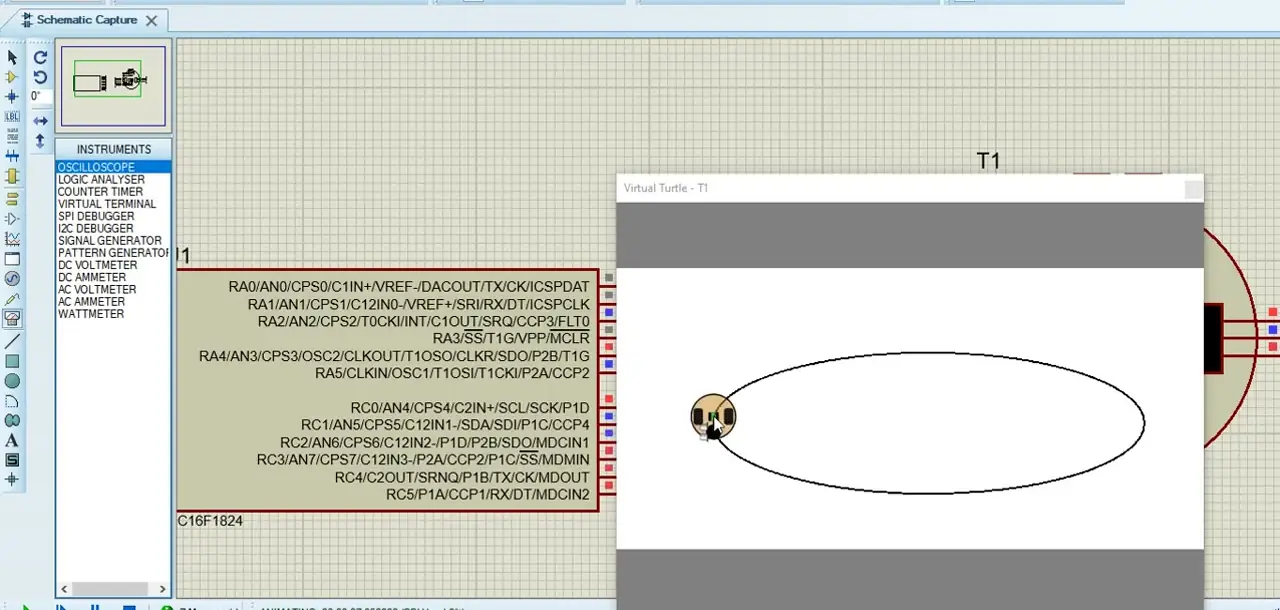 Schematic Capture
0°
LBL
INSTRUMENTS
OSCILLOSCOPE
LOGIC ANALYSER
COUNTER TIMER
VIRTUAL TERMINAL
SPI DEBUGGER
I2C DEBUGGER
SIGNAL GENERATOR
PATTERN GENERATOR
DC VOLTMETER
DC AMMETER
AC VOLTMETER
AC AMMETER
WATTMETER
A
S
T1
Virtual Turtle - T1
RA0/AN0/CPS0/C1IN+/VREF-/DACOUT/TX/CK/ICSPDAT
RA1/AN1/CPS1/C12IN0-/VREF+/SRI/RX/DT/ICSPCLK
RA2/AN2/CPS2/T0CKI/INT/C1OUT/SRQ/CCP3/FLT0
RA3/SS/T1G/VPP/MCLR
RA4/AN3/CPS3/OSC2/CLKOUT/T1OSO/CLKR/SDO/P2B/T1G
RA5/CLKIN/OSC1/T1OSI/T1CKI/P2A/CCP2
RC0/AN4/CPS4/C2IN+/SCL/SCK/P1D
RC1/AN5/CPS5/C12IN1-/SDA/SDI/P1C/CCP4
RC2/AN6/CPS6/C12IN2-/P1D/P2B/SDO/MDCIN1
RC3/AN7/CPS7/C12IN3-/P2A/CCP2/P1C/SS/MDMIN
RC4/C2OUT/SRNQ/P1B/TX/CK/MDOUT
RC5/P1A/CCP1/RX/DT/MDCIN2
C16F1824